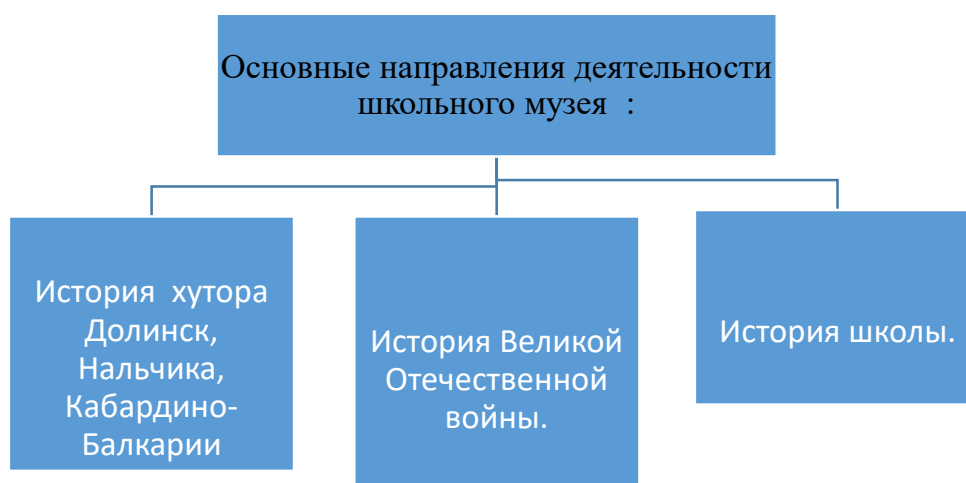 Основные направления деятельности
школьного музея :
История хутора
Долинск,
Нальчика,
Кабардино-
Балкарии
История Великой
Отечественной
войны.
История школы.